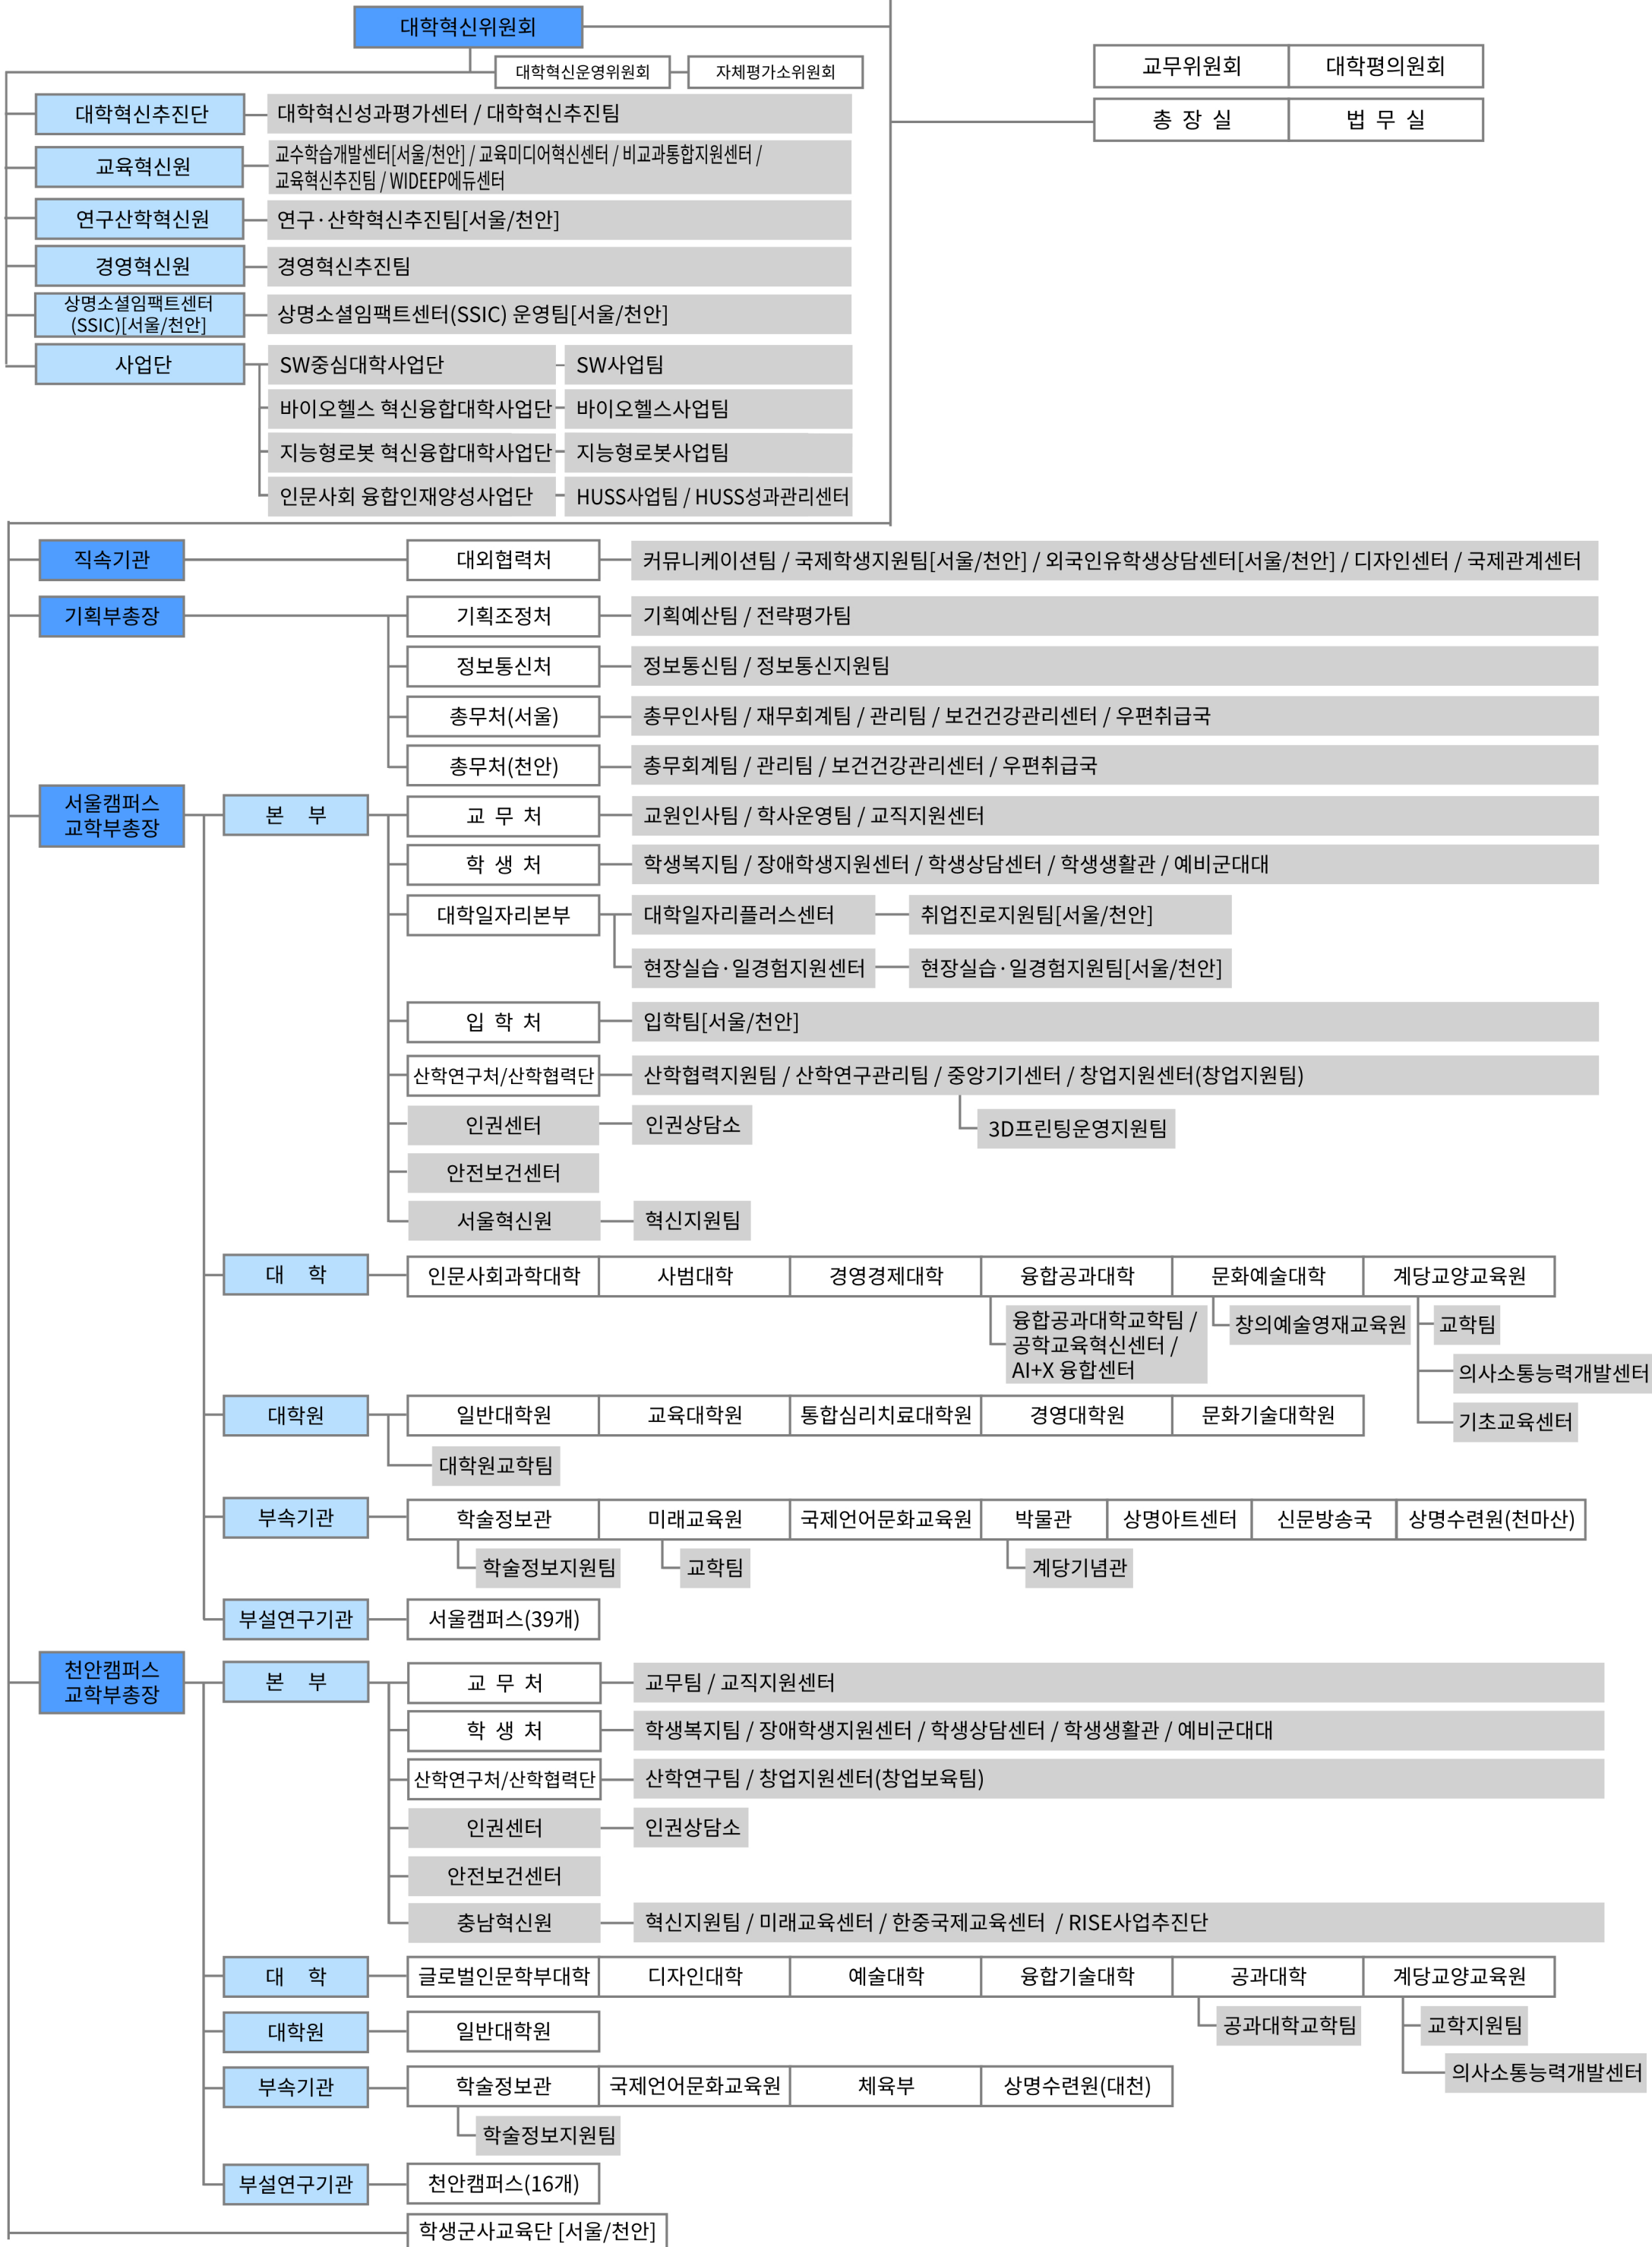 대학혁신위원회
대학혁신운영위원회
자체평가소위원회
교무위원회
대학평의원회
총 장 실
법 무 실
대학혁신추진단
대학혁신성과평가센터 / 대학혁신추진팀
교육혁신원
교수학습개발센터[서울/천안] / 교육미디어혁신센터 / 비교과통합지원센터 /
교육혁신추진팀 / WIDEEP에듀센터
연구산학혁신원
연구·산학혁신추진팀[서울/천안]
경영혁신원
경영혁신추진팀
상명소셜임팩트센터
(SSIC)[서울/천안]
상명소셜임팩트센터(SSIC) 운영팀[서울/천안]
사업단
SW중심대학사업단
SW사업팀
바이오헬스 혁신융합대학사업단
바이오헬스사업팀
지능형로봇 혁신융합대학사업단
지능형로봇사업팀
인문사회 융합인재양성사업단
HUSS사업팀 / HUSS성과관리센터
직속기관
대외협력처
커뮤니케이션팀 / 국제학생지원팀[서울/천안] / 외국인유학생상담센터[서울/천안] / 디자인센터 / 국제관계센터
기획부총장
기획조정처
기획예산팀 / 전략평가팀
정보통신처
정보통신팀 / 정보통신지원팀
총무처(서울)
총무인사팀 / 재무회계팀 / 관리팀 / 보건건강관리센터 / 우편취급국
총무처(천안)
총무회계팀 / 관리팀 / 보건건강관리센터 / 우편취급국
서울캠퍼스
교학부총장
본 부
교 무 처
교원인사팀 / 학사운영팀 / 교직지원센터
학 생 처
학생복지팀 / 장애학생지원센터 / 학생상담센터 / 학생생활관 / 예비군대대
대학일자리본부
대학일자리플러스센터
취업진로지원팀[서울/천안]
현장실습·일경험지원센터
현장실습·일경험지원팀[서울/천안]
입 학 처
입학팀[서울/천안]
산학연구처/산학협력단
산학협력지원팀 / 산학연구관리팀 / 중앙기기센터 / 창업지원센터(창업지원팀)
인권센터
인권상담소
3D프린팅운영지원팀
안전보건센터
서울혁신원
혁신지원팀
대 학
인문사회과학대학
사범대학
경영경제대학
융합공과대학
문화예술대학
계당교양교육원
융합공과대학교학팀 /
공학교육혁신센터 /
AI+X 융합센터
창의예술영재교육원
교학팀
의사소통능력개발센터
기초교육센터
대학원
일반대학원
교육대학원
통합심리치료대학원
경영대학원
문화기술대학원
대학원교학팀
부속기관
학술정보관
미래교육원
국제언어문화교육원
박물관
상명아트센터
신문방송국
상명수련원(천마산)
학술정보지원팀
교학팀
계당기념관
부설연구기관
서울캠퍼스(39개)
천안캠퍼스
교학부총장
본 부
교 무 처
교무팀 / 교직지원센터
학 생 처
학생복지팀 / 장애학생지원센터 / 학생상담센터 / 학생생활관 / 예비군대대
산학연구처/산학협력단
산학연구팀 / 창업지원센터(창업보육팀)
인권센터
인권상담소
안전보건센터
충남혁신원
혁신지원팀 / 미래교육센터 / 한중국제교육센터 / RISE사업추진단
대 학
글로벌인문학부대학
디자인대학
예술대학
융합기술대학
공과대학
계당교양교육원
공과대학교학팀
교학지원팀
의사소통능력개발센터
대학원
일반대학원
부속기관
학술정보관
국제언어문화교육원
체육부
상명수련원(대천)
학술정보지원팀
부설연구기관
천안캠퍼스(16개)
학생군사교육단 [서울/천안]